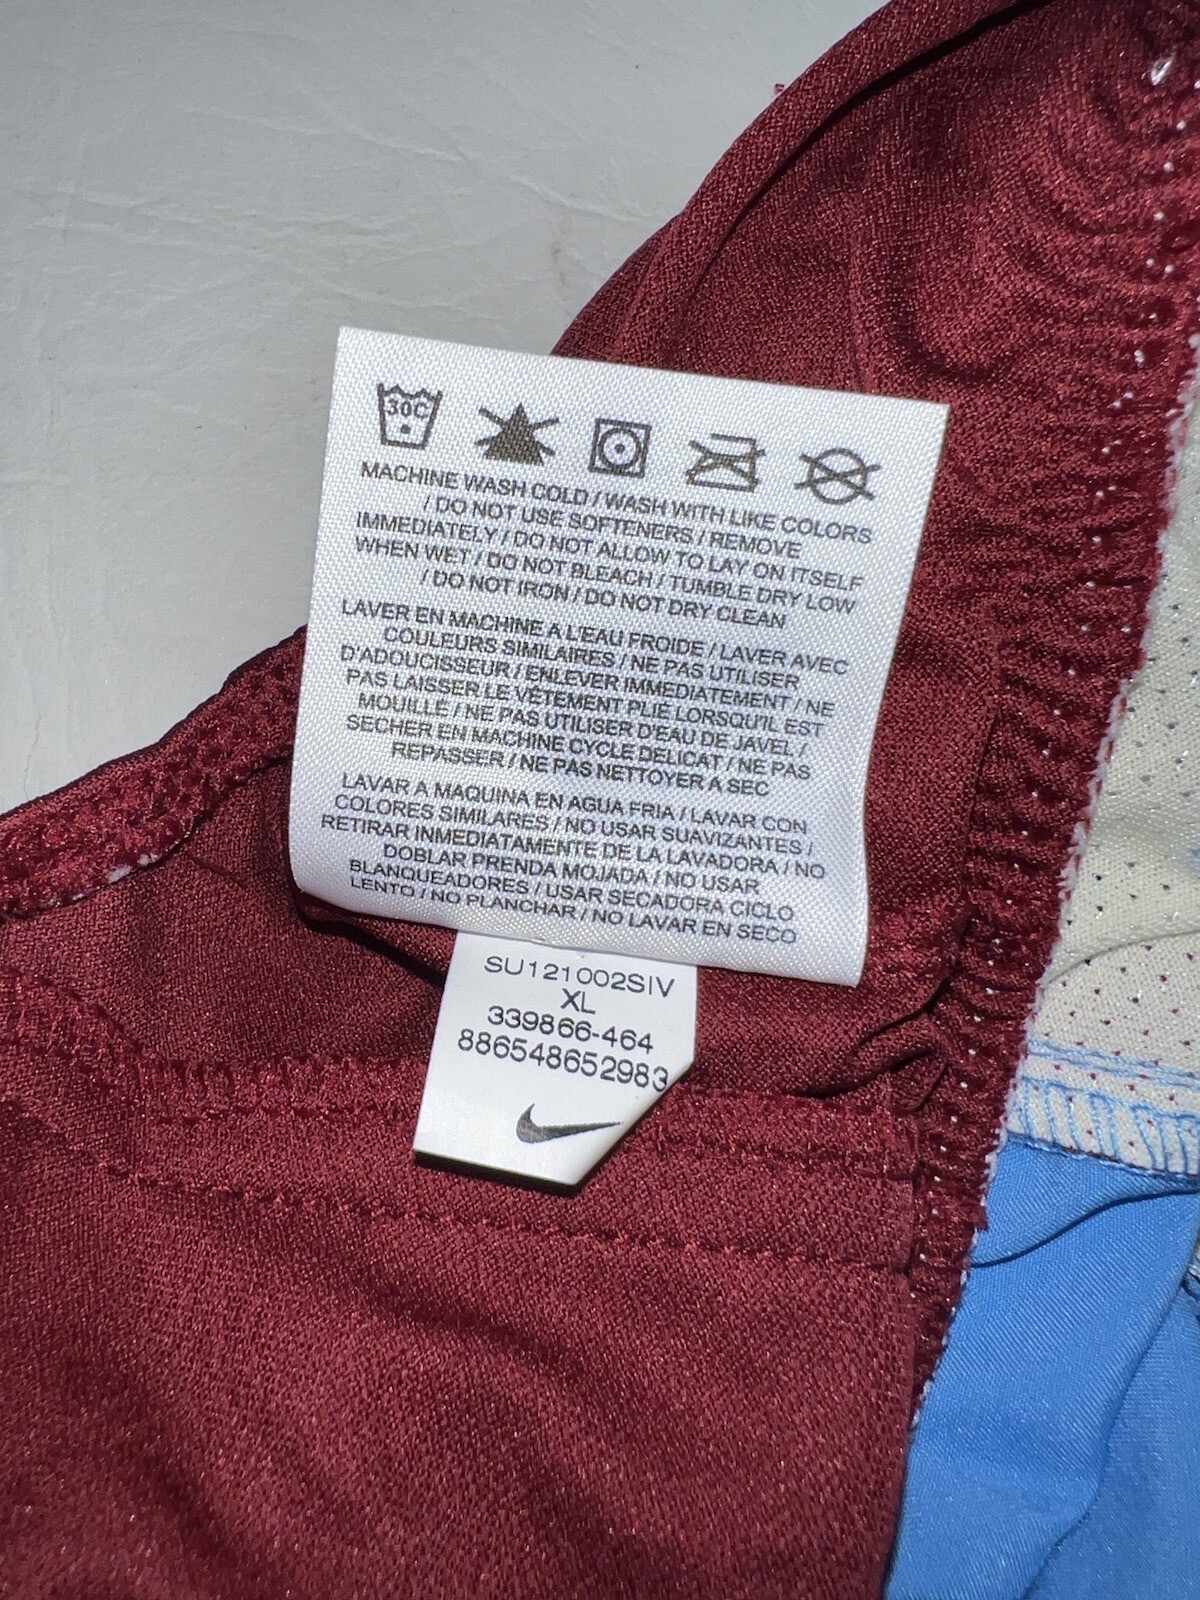 30C
MACHINE WASH COLD / WASH WITH LIKE COLORS
/ DO NOT USE SOFTENERS / REMOVE
IMMEDIATELY / DO NOT ALLOW TO LAY ON ITSELF
WHEN WET / DO NOT BLEACH / TUMBLE DRY LOW
/ DO NOT IRON / DO NOT DRY CLEAN
LAVER EN MACHINE A L'EAU FROIDE / LAVER AVEC
COULEURS SIMILAIRES / NE PAS UTILISER
D'ADOUCISSEUR / ENLEVER IMMEDIATEMENT / NE
PAS LAISSER LE VÊTEMENT PLIE LORSQU'IL EST
MOUILLE / NE PAS UTILISER D'EAU DE JAVEL /
SECHER EN MACHINE CYCLE DELICAT / NE PAS
REPASSER / NE PAS NETTOYER A SEC
LAVAR A MAQUINA EN AGUA FRIA / LAVAR CON
COLORES SIMILARES / NO USAR SUAVIZANTES /
RETIRAR INMEDIATAMENTE DE LA LAVADORA / NO
DOBLAR PRENDA MOJADA / NO USAR
BLANQUEADORES / USAR SECADORA CICLO
LENTO / NO PLANCHAR / NO LAVAR EN SECO
SU121002SIV
XL
339866-464
886548652983